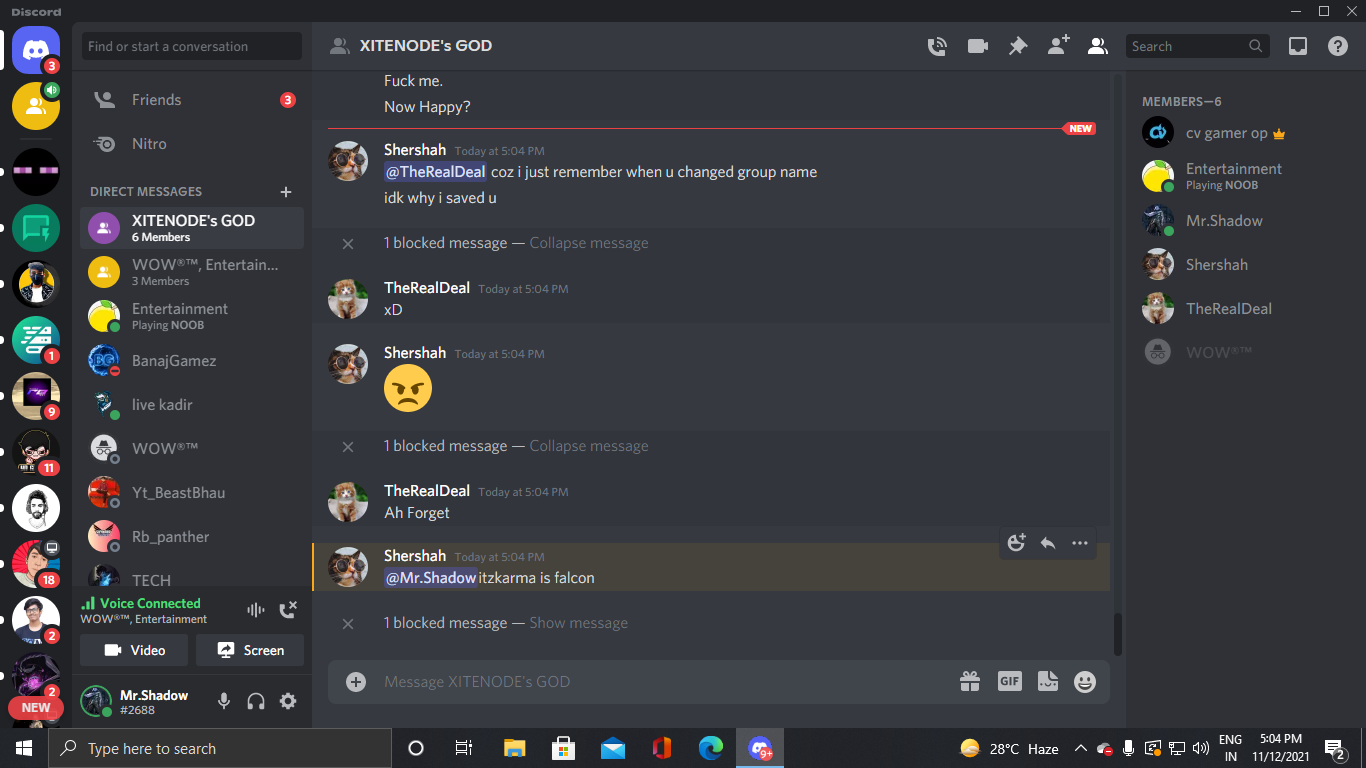 Discord
Find or start a conversation
Friends
3
Nitro
DIRECT MESSAGES
XITENODE's GOD
6 Members
WOW®™, Entertain...
3 Members
Entertainment
Playing NOOB
BanajGamez
live kadir
WOW®™
Yt_BeastBhau
Rb_panther
TECH
Voice Connected
WOW®™, Entertainment
Video
Screen
Mr.Shadow
#2688
3
1
9
11
18
2
2
NEW
XITENODE's GOD
Search
Fuck me.
Now Happy?
NEW
Shershah Today at 5:04 PM
@TheRealDeal coz i just remember when u changed group name
idk why i saved u
1 blocked message — Collapse message
TheRealDeal Today at 5:04 PM
xD
Shershah Today at 5:04 PM
1 blocked message — Collapse message
TheRealDeal Today at 5:04 PM
Ah Forget
Shershah Today at 5:04 PM
@Mr.Shadow itzkarma is falcon
1 blocked message — Show message
Message XITENODE's GOD
GIF
MEMBERS—6
cv gamer op
Entertainment
Playing NOOB
Mr.Shadow
Shershah
TheRealDeal
WOW®™
Type here to search
9+
28°C Haze
ENG
IN
5:04 PM
11/12/2021
2